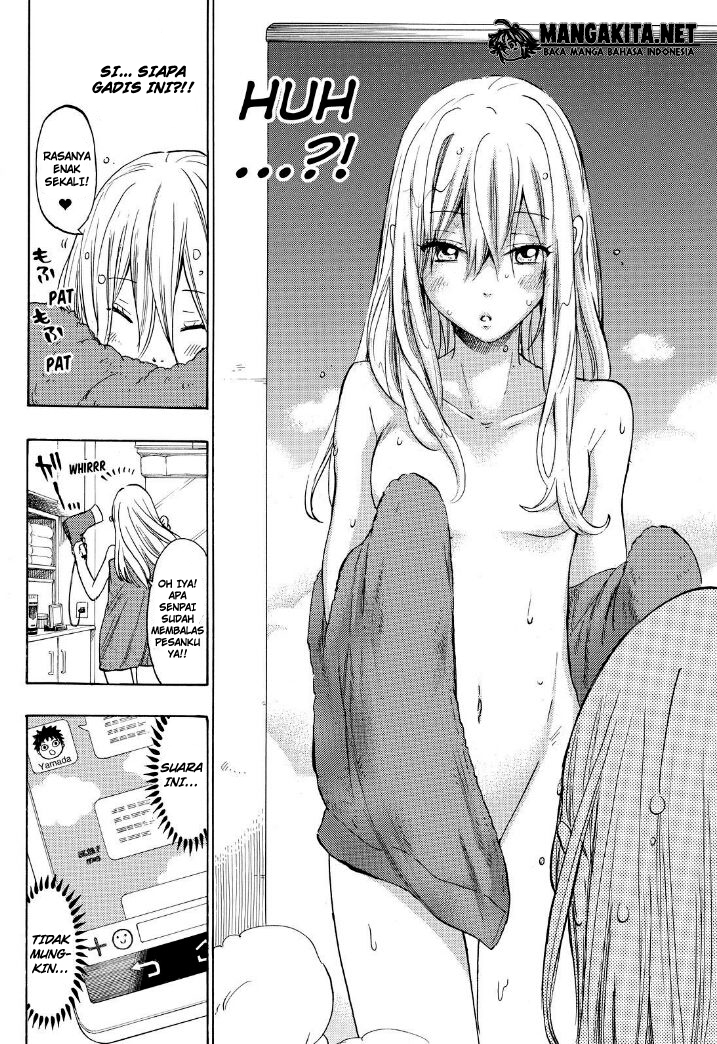 MANGAKITA.NET
BACA MANGA BAHASA INDONESIA
HUH
...?!
SI... SIAPA
GADIS INI?!!
RASANYA
ENAK
SEKALI!
♥
もふ
PAT
もふ
PAT
WHIRRR
OH IYA!
APA
SENPAI
SUDAH
MEMBALAS
PESANKU
YA!!
Yamada
SUARA
INI...
TIDAK
MUNG-
KIN...